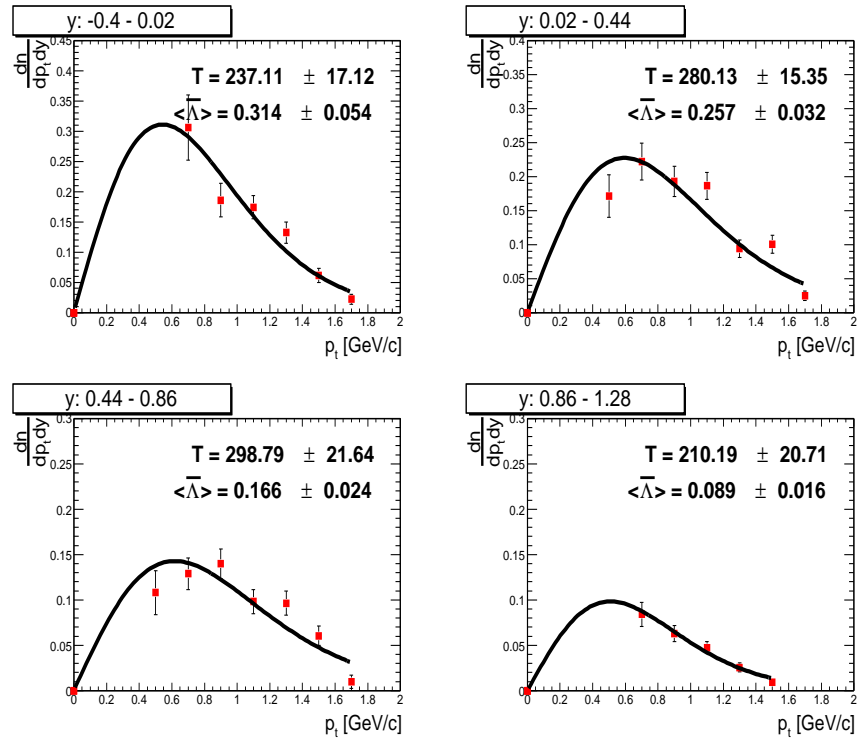 y: -0.4 - 0.02
dn
dp_t dy
T = 237.11 ± 17.12
<Λ̅> = 0.314 ± 0.054
0.45
0.4
0.35
0.3
0.25
0.2
0.15
0.1
0.05
0
0 0.2 0.4 0.6 0.8 1 1.2 1.4 1.6 1.8 2
p_t [GeV/c]
y: 0.02 - 0.44
dn
dp_t dy
T = 280.13 ± 15.35
<Λ̅> = 0.257 ± 0.032
0.4
0.35
0.3
0.25
0.2
0.15
0.1
0.05
0
0 0.2 0.4 0.6 0.8 1 1.2 1.4 1.6 1.8 2
p_t [GeV/c]
y: 0.44 - 0.86
dn
dp_t dy
T = 298.79 ± 21.64
<Λ̅> = 0.166 ± 0.024
0.3
0.25
0.2
0.15
0.1
0.05
0
0 0.2 0.4 0.6 0.8 1 1.2 1.4 1.6 1.8 2
p_t [GeV/c]
y: 0.86 - 1.28
dn
dp_t dy
T = 210.19 ± 20.71
<Λ̅> = 0.089 ± 0.016
0.3
0.25
0.2
0.15
0.1
0.05
0
0 0.2 0.4 0.6 0.8 1 1.2 1.4 1.6 1.8 2
p_t [GeV/c]